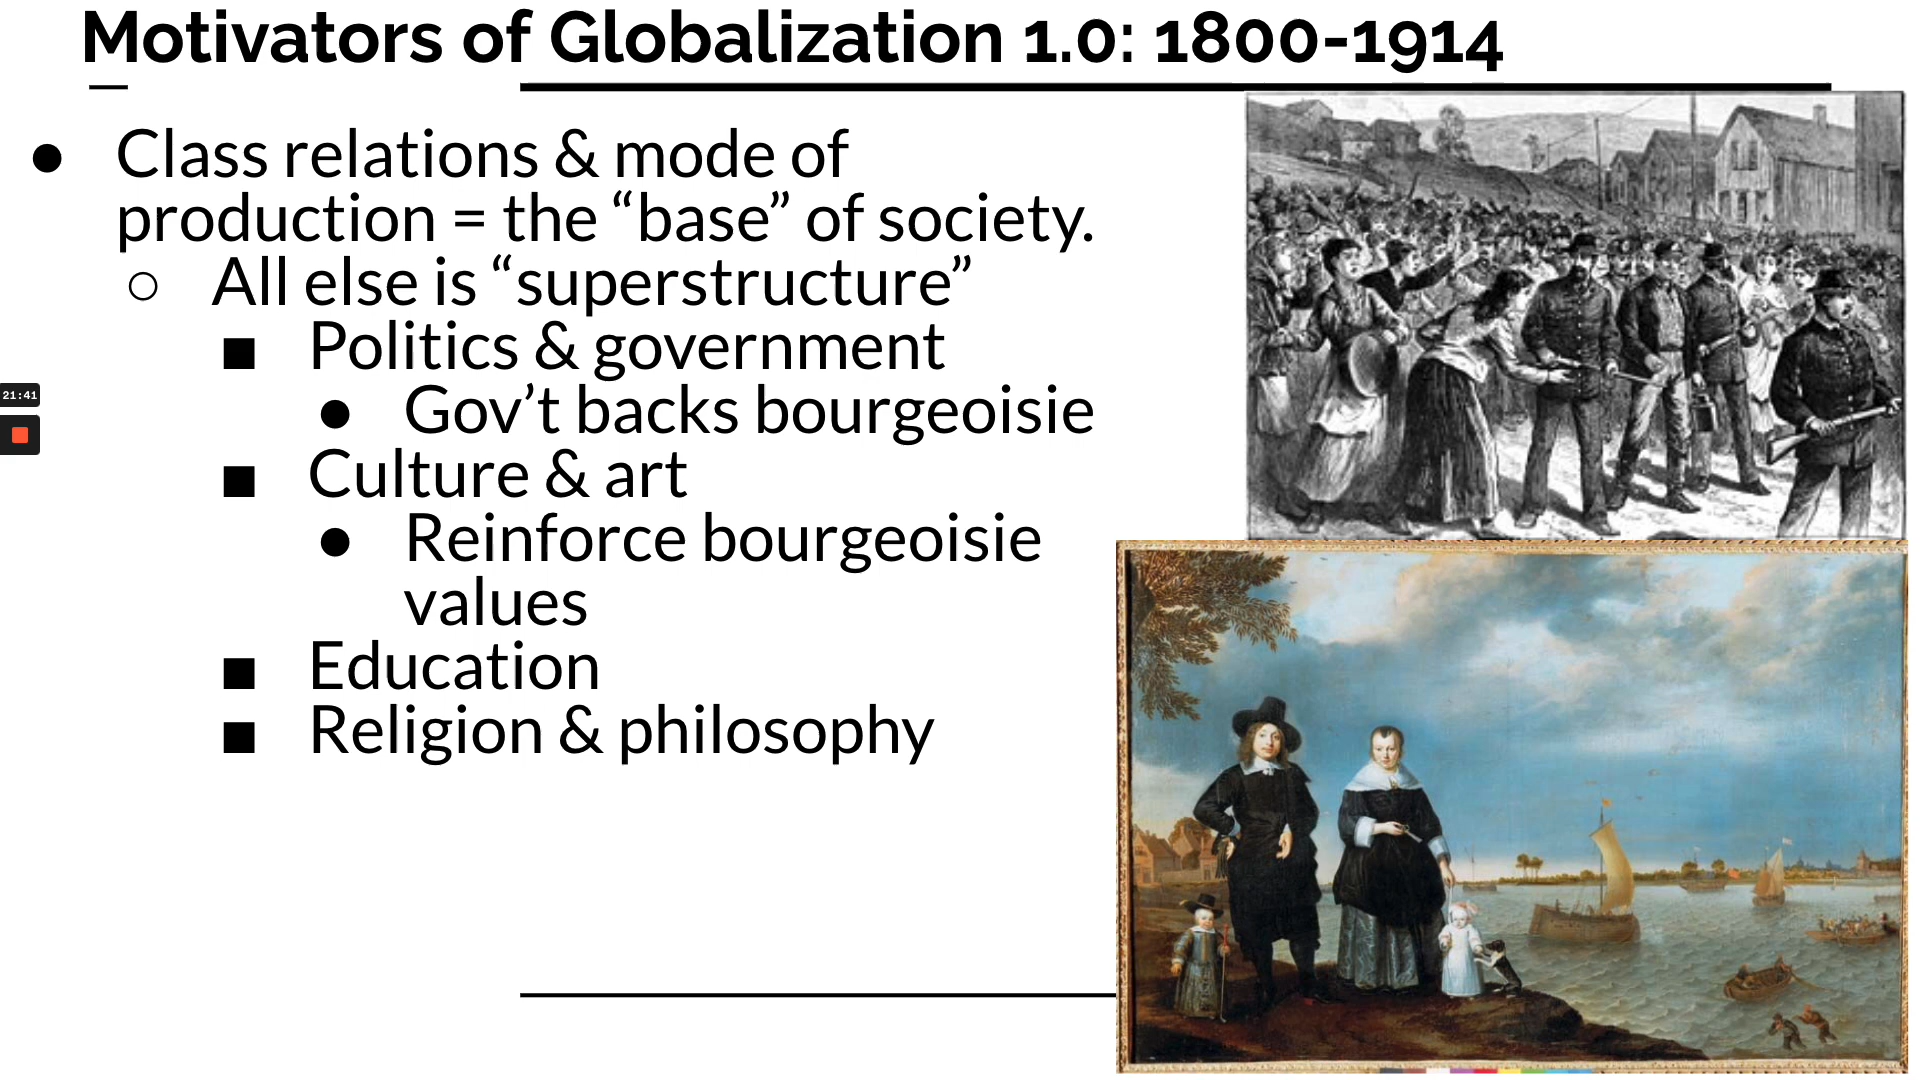 Motivators of Globalization 1.0: 1800-1914
● Class relations & mode of
production = the “base” of society.
○ All else is “superstructure”
■ Politics & government
● Gov’t backs bourgeoisie
■ Culture & art
● Reinforce bourgeoisie
values
■ Education
■ Religion & philosophy
21:41